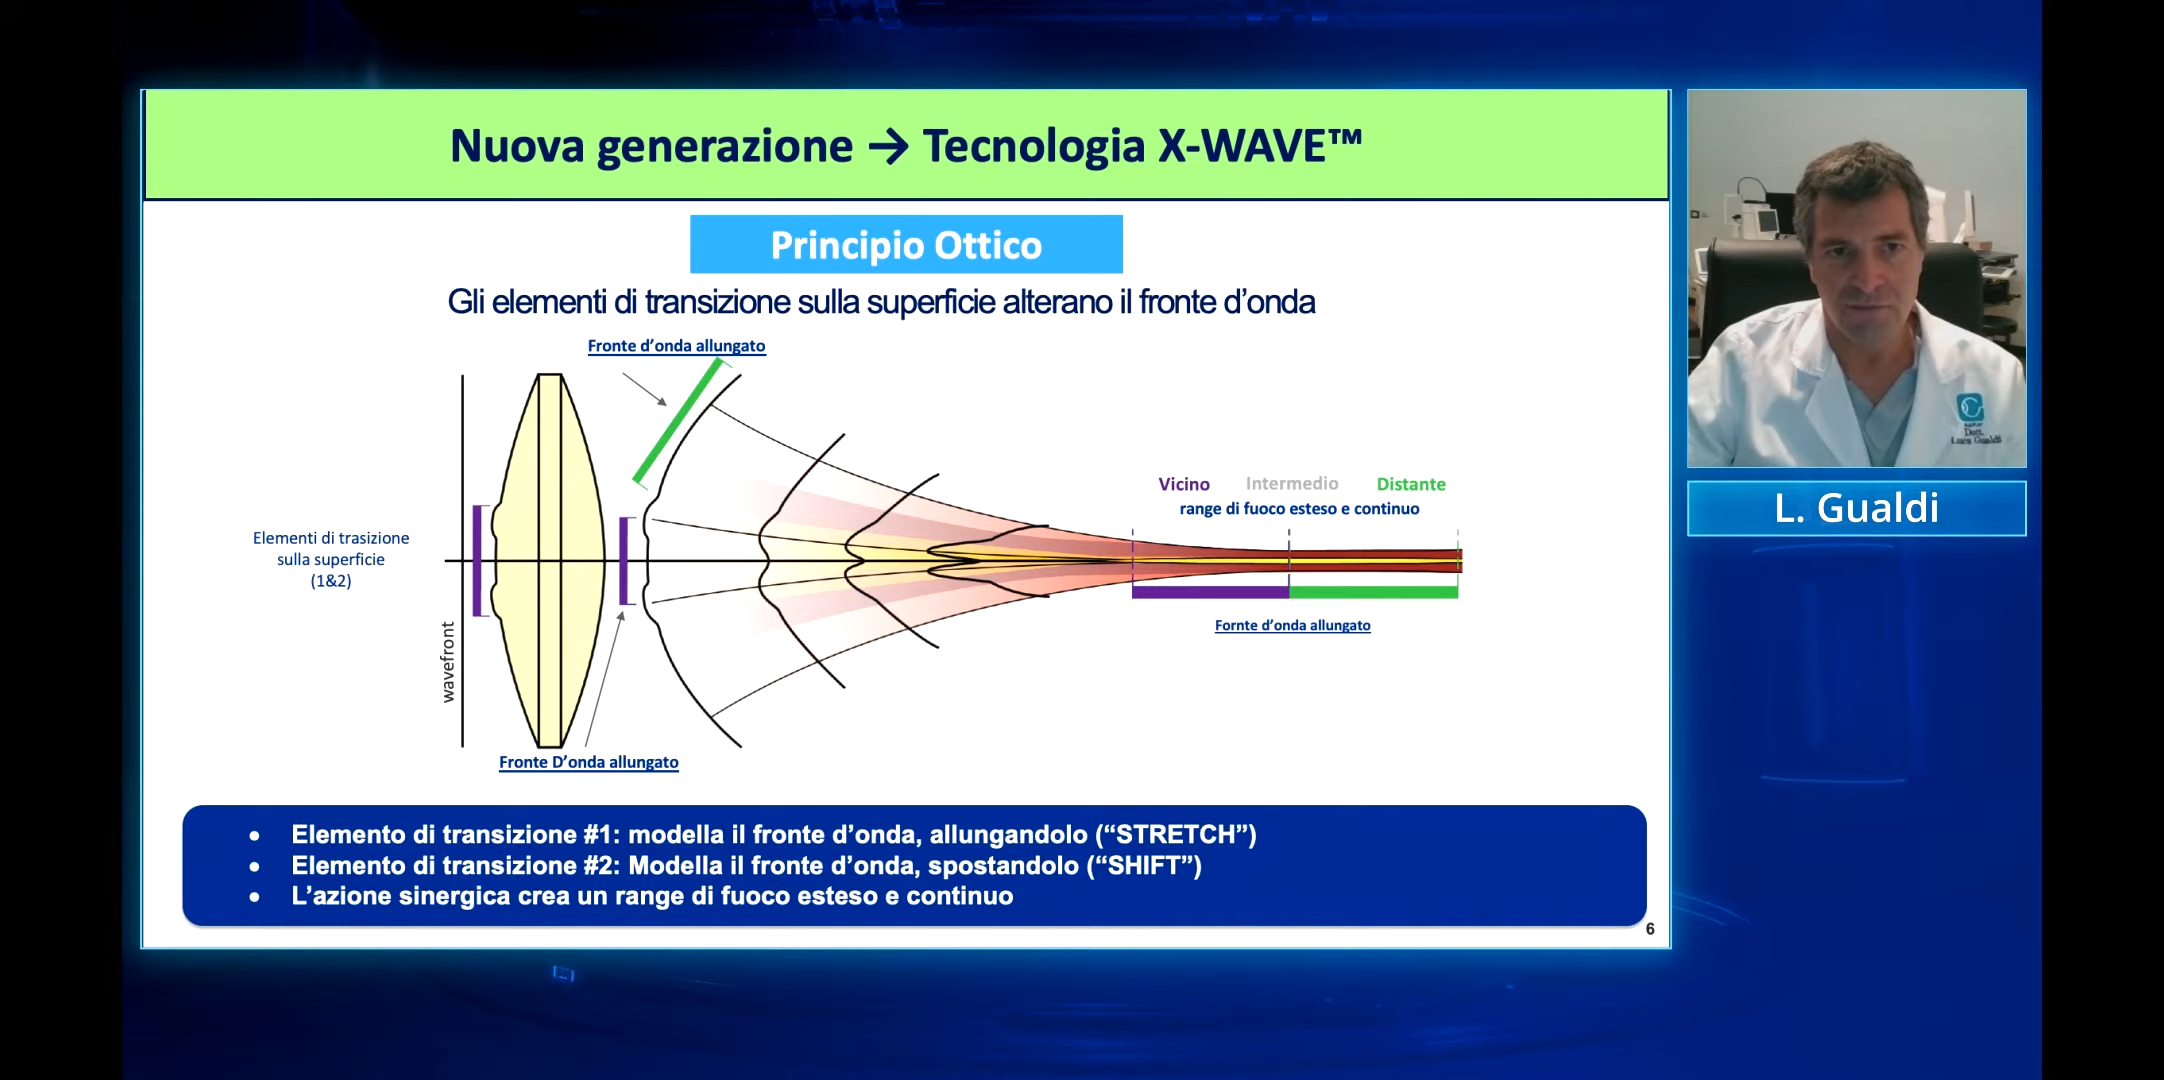 Nuova generazione → Tecnologia X-WAVE™
Principio Ottico
Gli elementi di transizione sulla superficie alterano il fronte d'onda
Fronte d'onda allungato
Vicino Intermedio Distante
range di fuoco esteso e continuo
Elementi di trasizione
sulla superficie
(1&2)
wavefront
Fornte d'onda allungato
Fronte D'onda allungato
• Elemento di transizione #1: modella il fronte d'onda, allungandolo (“STRETCH”)
• Elemento di transizione #2: Modella il fronte d'onda, spostandolo (“SHIFT”)
• L'azione sinergica crea un range di fuoco esteso e continuo
6
Dott.
Luca Gualdi
L. Gualdi